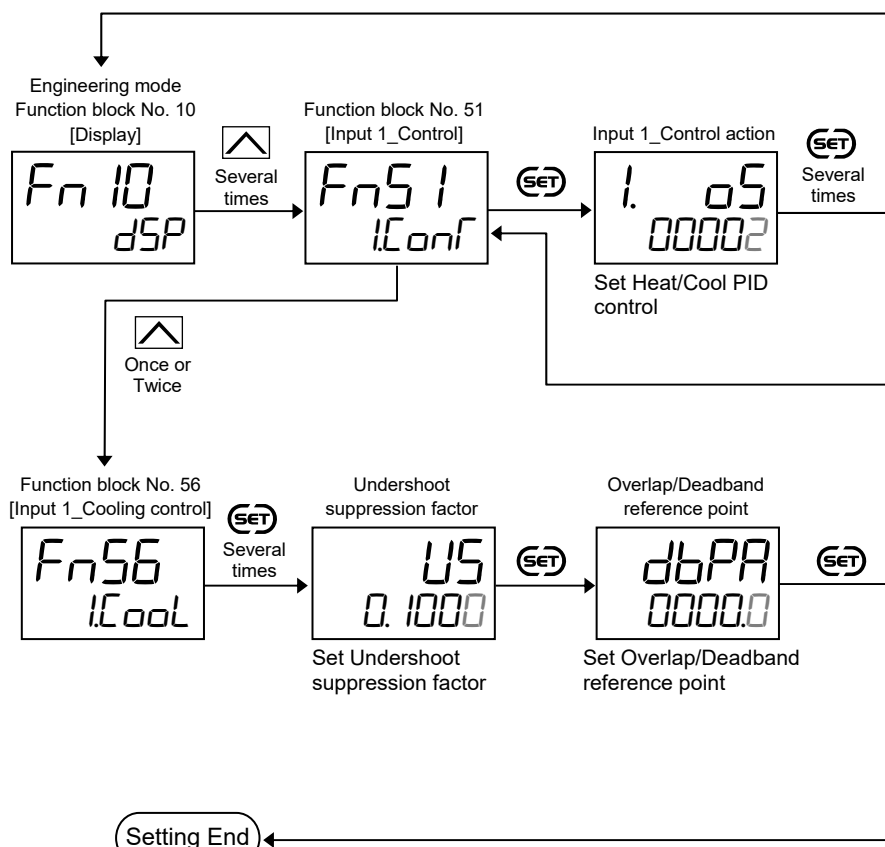 Engineering mode
Function block No. 10
[Display]
Fn 10
dSP
Several
times
Function block No. 51
[Input 1_Control]
Fn51
1.ConT
SET
Input 1_Control action
1. oS
00002
Set Heat/Cool PID
control
SET
Several
times
Once or
Twice
Function block No. 56
[Input 1_Cooling control]
Fn56
1.CooL
SET
Several
times
Undershoot
suppression factor
US
0.1000
Set Undershoot
suppression factor
SET
Overlap/Deadband
reference point
dbPA
0000.0
Set Overlap/Deadband
reference point
SET
Setting End